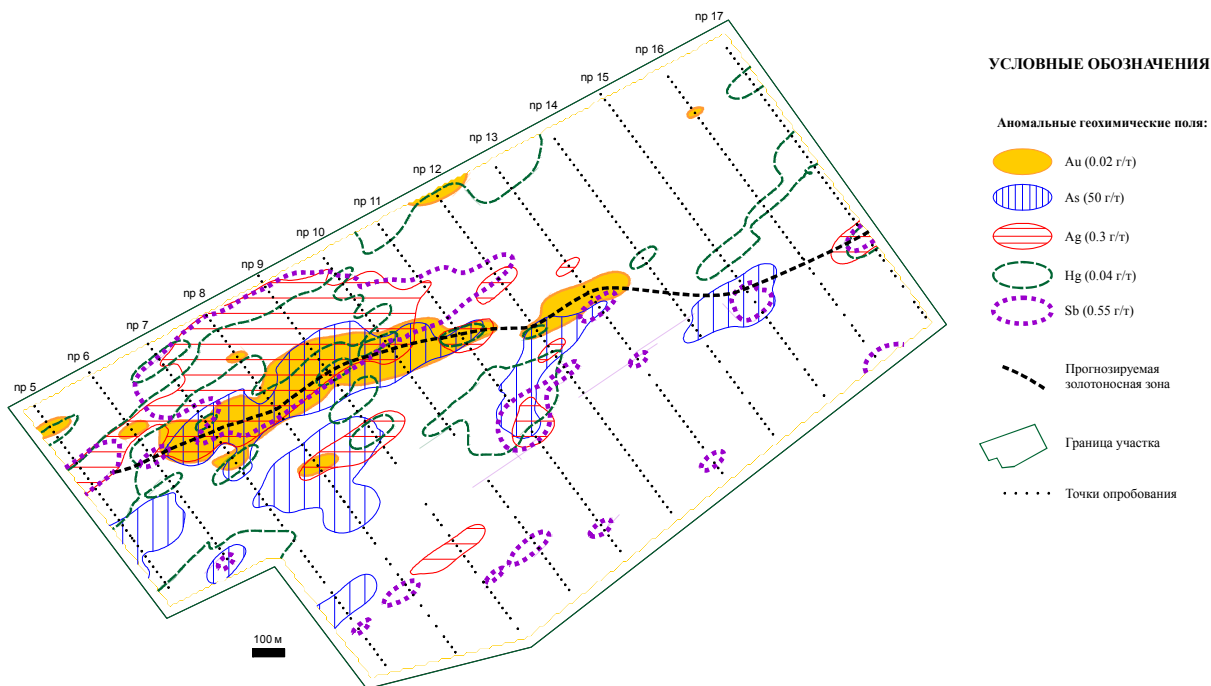 пр 17
пр 16
пр 15
пр 14
пр 13
пр 12
пр 11
пр 10
пр 9
пр 8
пр 7
пр 6
пр 5
100 м
УСЛОВНЫЕ ОБОЗНАЧЕНИЯ
Аномальные геохимические поля:
Au (0.02 г/т)
As (50 г/т)
Ag (0.3 г/т)
Hg (0.04 г/т)
Sb (0.55 г/т)
Прогнозируемая
золотоносная зона
Граница участка
Точки опробования